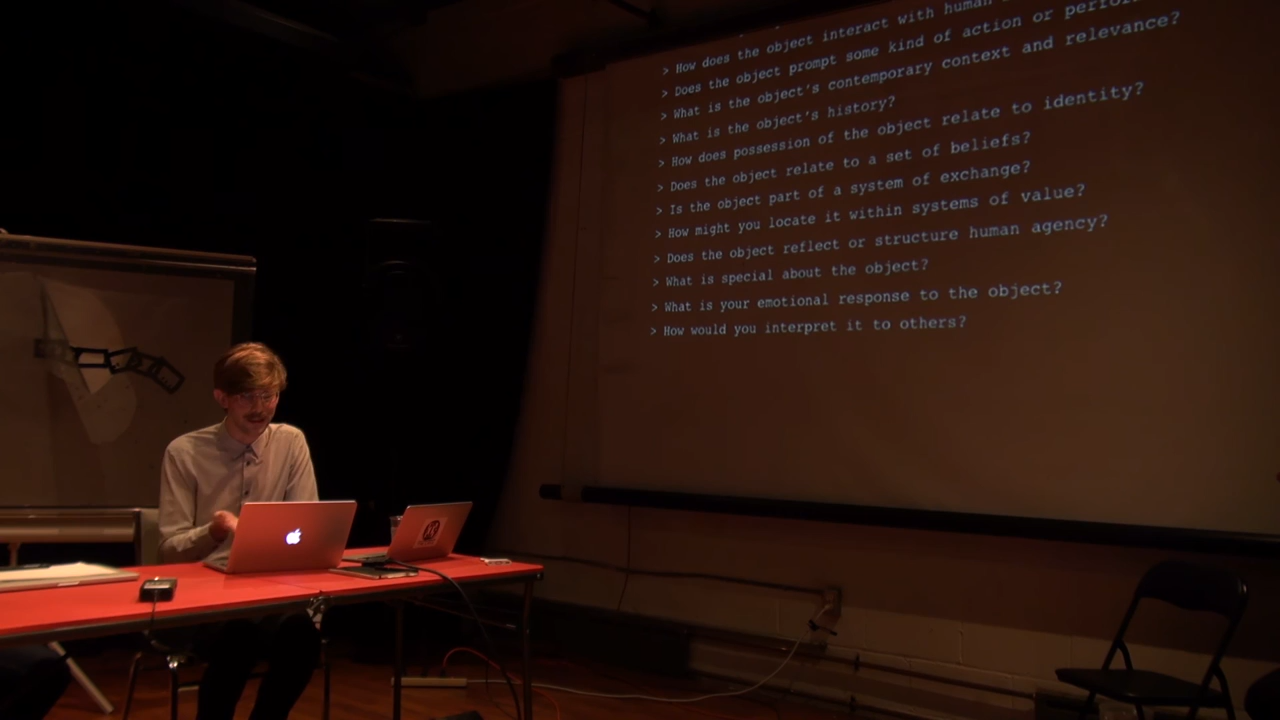 > How does the object interact with human
> Does the object prompt some kind of action or
> What is the object's contemporary context and relevance?
> What is the object's history?
> How does possession of the object relate to identity?
> Does the object relate to a set of beliefs?
> Is the object part of a system of exchange?
> How might you locate it within systems of value?
> Does the object reflect or structure human agency?
> What is special about the object?
> What is your emotional response to the object?
> How would you interpret it to others?